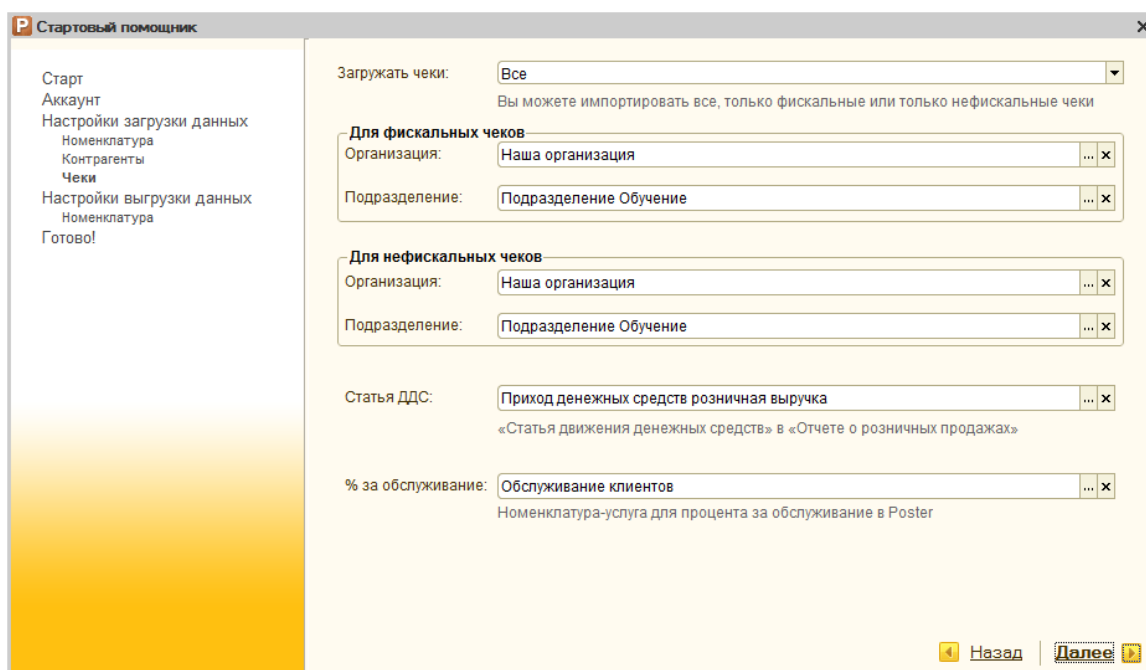 P Стартовый помощник
Старт
Аккаунт
Настройки загрузки данных
Номенклатура
Контрагенты
Чеки
Настройки выгрузки данных
Номенклатура
Готово!
Загружать чеки: Все
Вы можете импортировать все, только фискальные или только нефискальные чеки
Для фискальных чеков
Организация: Наша организация ...
Подразделение: Подразделение Обучение ...
Для нефискальных чеков
Организация: Наша организация ...
Подразделение: Подразделение Обучение ...
Статья ДДС: Приход денежных средств розничная выручка ...
«Статья движения денежных средств» в «Отчете о розничных продажах»
% за обслуживание: Обслуживание клиентов ...
Номенклатура-услуга для процента за обслуживание в Poster
Назад Далее